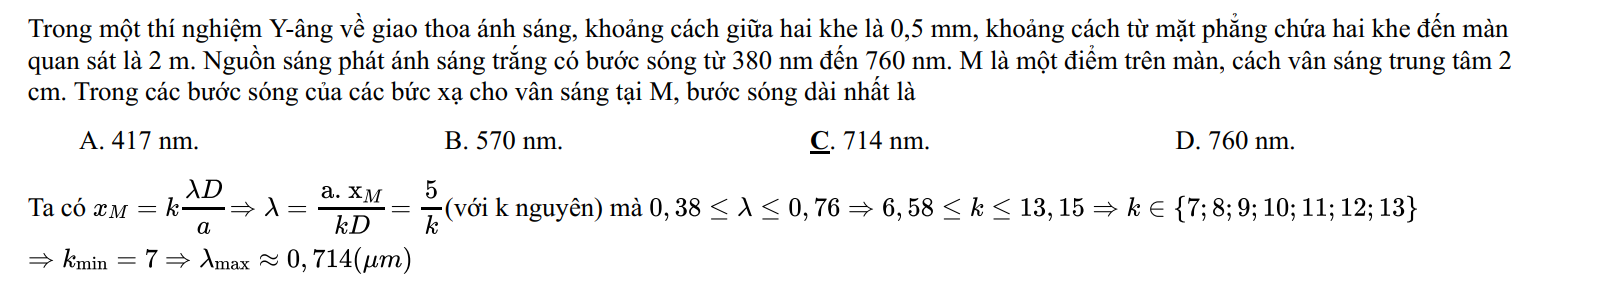 Trong một thí nghiệm Y-âng về giao thoa ánh sáng, khoảng cách giữa hai khe là 0,5 mm, khoảng cách từ mặt phẳng chứa hai khe đến màn
quan sát là 2 m. Nguồn sáng phát ánh sáng trắng có bước sóng từ 380 nm đến 760 nm. M là một điểm trên màn, cách vân sáng trung tâm 2
cm. Trong các bước sóng của các bức xạ cho vân sáng tại M, bước sóng dài nhất là
A. 417 nm. B. 570 nm. C. 714 nm. D. 760 nm.
Ta có $x_M = k\frac{\lambda D}{a} \Rightarrow \lambda = \frac{\text{a. x}_M}{kD} = \frac{5}{k}$ (với k nguyên) mà $0,38 \leq \lambda \leq 0,76 \Rightarrow 6,58 \leq k \leq 13,15 \Rightarrow k \in \{7; 8; 9; 10; 11; 12; 13\}$
$\Rightarrow k_{\min} = 7 \Rightarrow \lambda_{\max} \approx 0,714(\mu m)$